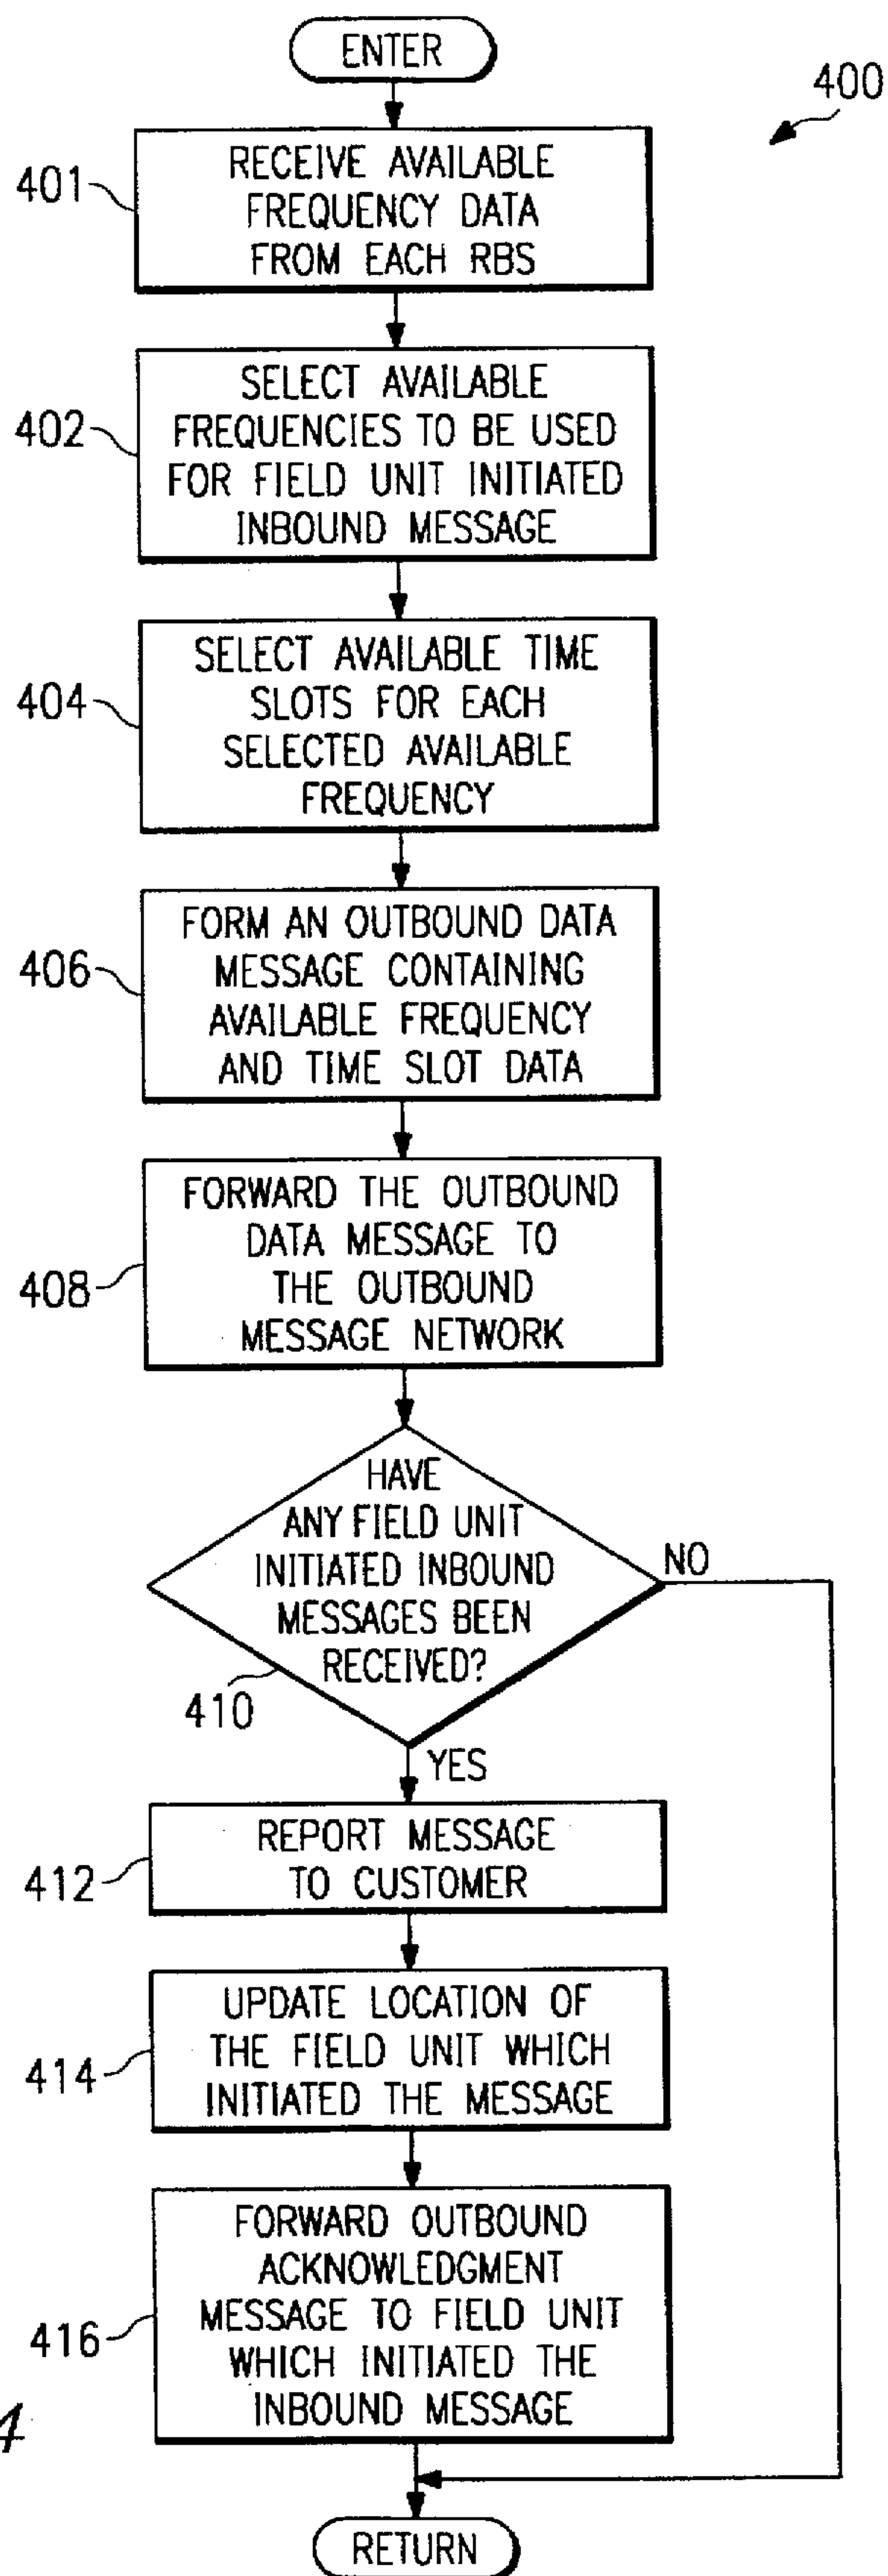 ENTER
400
401
RECEIVE AVAILABLE
FREQUENCY DATA
FROM EACH RBS
402
SELECT AVAILABLE
FREQUENCIES TO BE USED
FOR FIELD UNIT INITIATED
INBOUND MESSAGE
404
SELECT AVAILABLE TIME
SLOTS FOR EACH
SELECTED AVAILABLE
FREQUENCY
406
FORM AN OUTBOUND DATA
MESSAGE CONTAINING
AVAILABLE FREQUENCY
AND TIME SLOT DATA
408
FORWARD THE OUTBOUND
DATA MESSAGE TO
THE OUTBOUND
MESSAGE NETWORK
HAVE
ANY FIELD UNIT
INITIATED INBOUND
MESSAGES BEEN
RECEIVED?
410
NO
YES
412
REPORT MESSAGE
TO CUSTOMER
414
UPDATE LOCATION OF
THE FIELD UNIT WHICH
INITIATED THE MESSAGE
416
FORWARD OUTBOUND
ACKNOWLEDGMENT
MESSAGE TO FIELD UNIT
WHICH INITIATED THE
INBOUND MESSAGE
4
RETURN